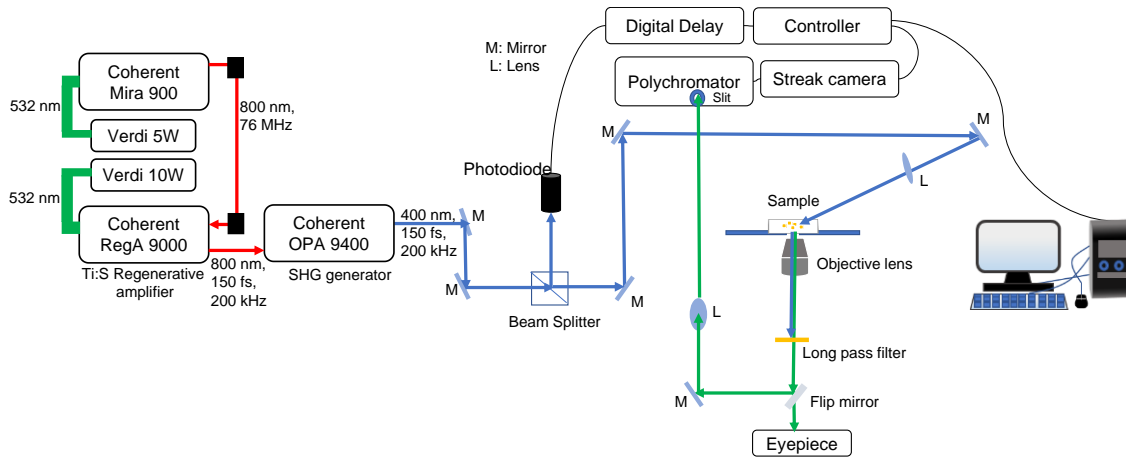 Digital Delay
Controller
M: Mirror
L: Lens
Polychromator
Slit
Streak camera
Coherent
Mira 900
532 nm
800 nm,
76 MHz
Verdi 5W
Verdi 10W
532 nm
Coherent
RegA 9000
Ti:S Regenerative
amplifier
800 nm,
150 fs,
200 kHz
Coherent
OPA 9400
SHG generator
400 nm,
150 fs,
200 kHz
M
M
Photodiode
Beam Splitter
M
M
M
L
Sample
Objective lens
L
Long pass filter
M
Flip mirror
Eyepiece